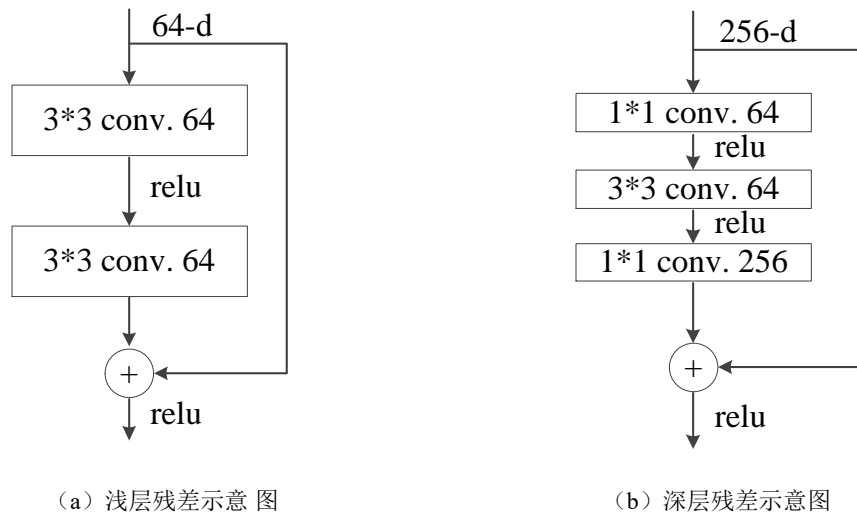 64-d
3*3 conv. 64
relu
3*3 conv. 64
+
relu
（a）浅层残差示意 图
256-d
1*1 conv. 64
relu
3*3 conv. 64
relu
1*1 conv. 256
+
relu
（b）深层残差示意图